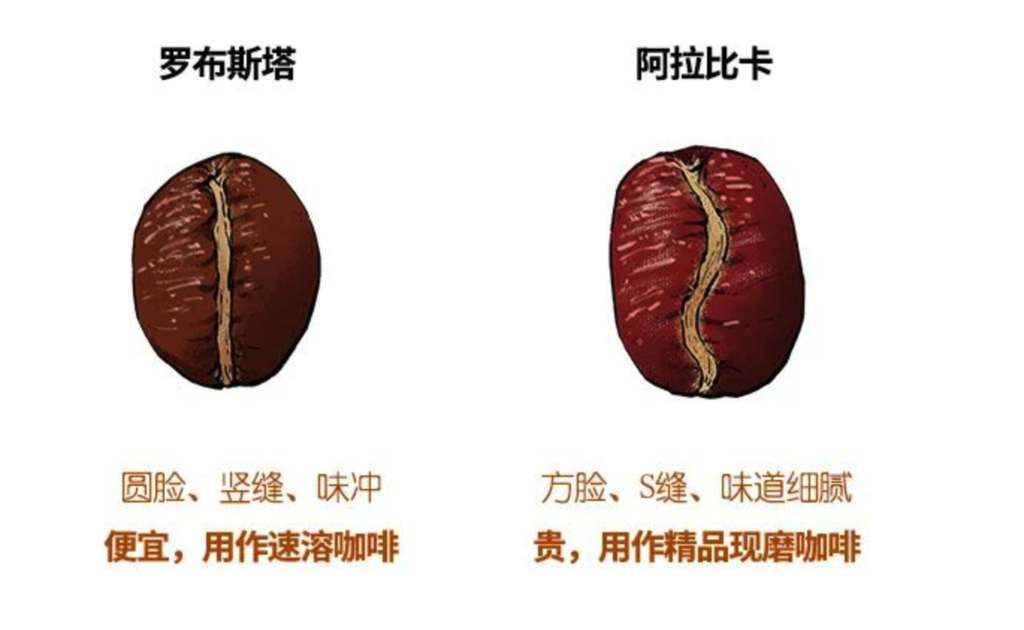 罗布斯塔
阿拉比卡
圆脸、竖缝、味冲
便宜，用作速溶咖啡
方脸、S缝、味道细腻
贵，用作精品现磨咖啡